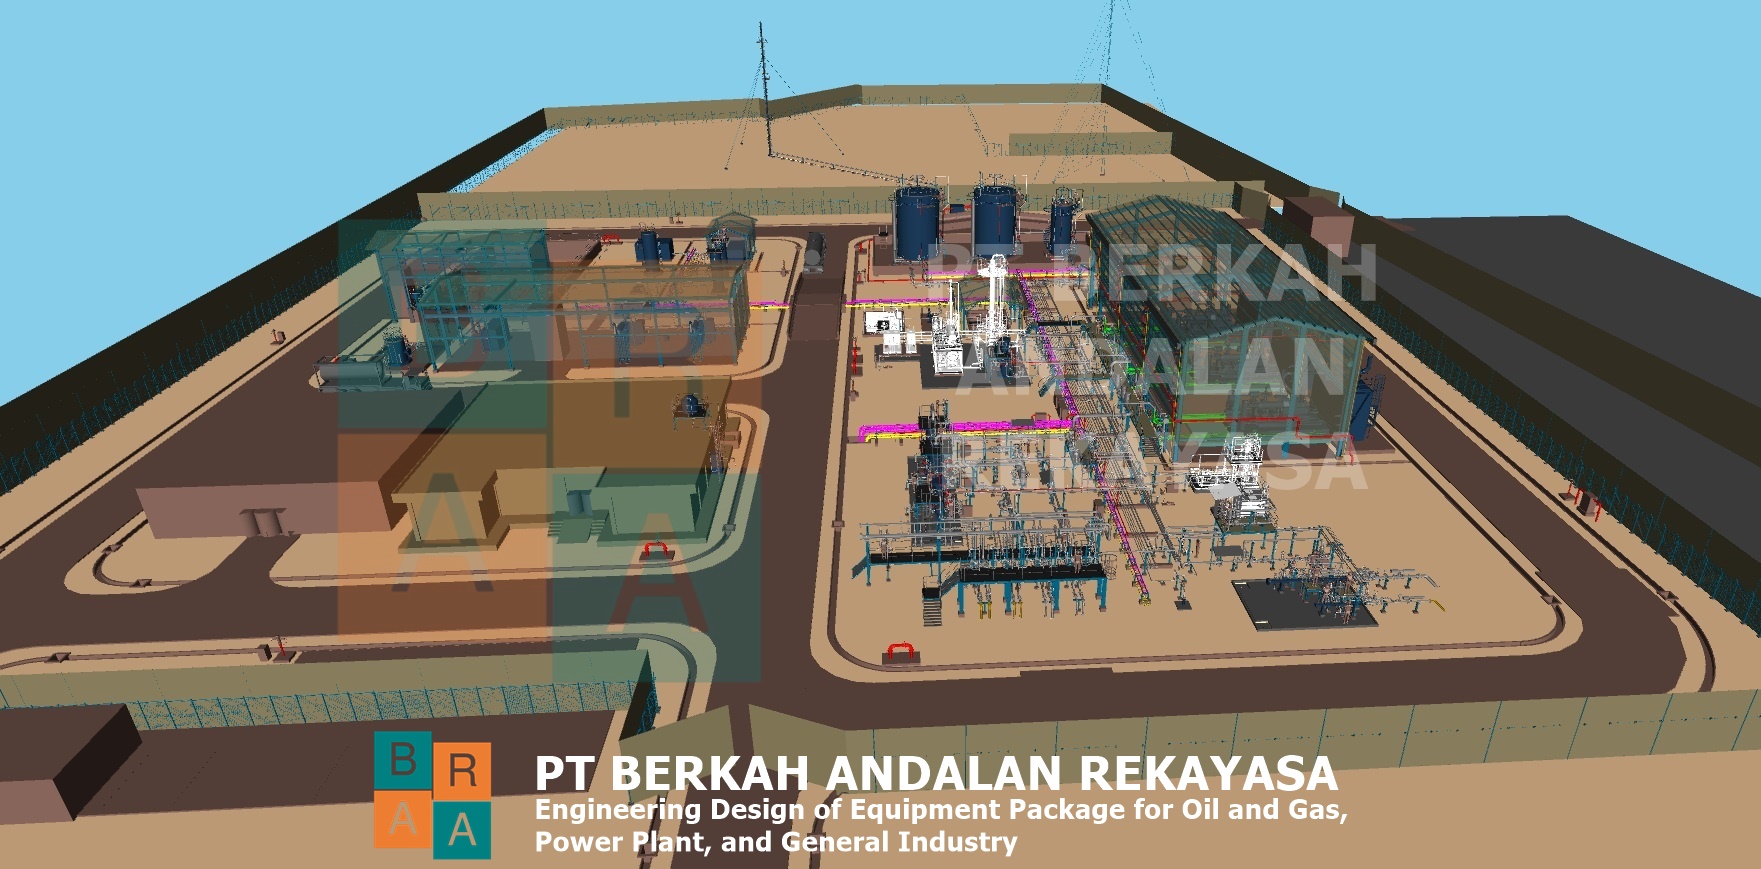 B R
A A
PT BERKAH
ANDALAN
REKAYASA
B R
A A
PT BERKAH ANDALAN REKAYASA
Engineering Design of Equipment Package for Oil and Gas,
Power Plant, and General Industry